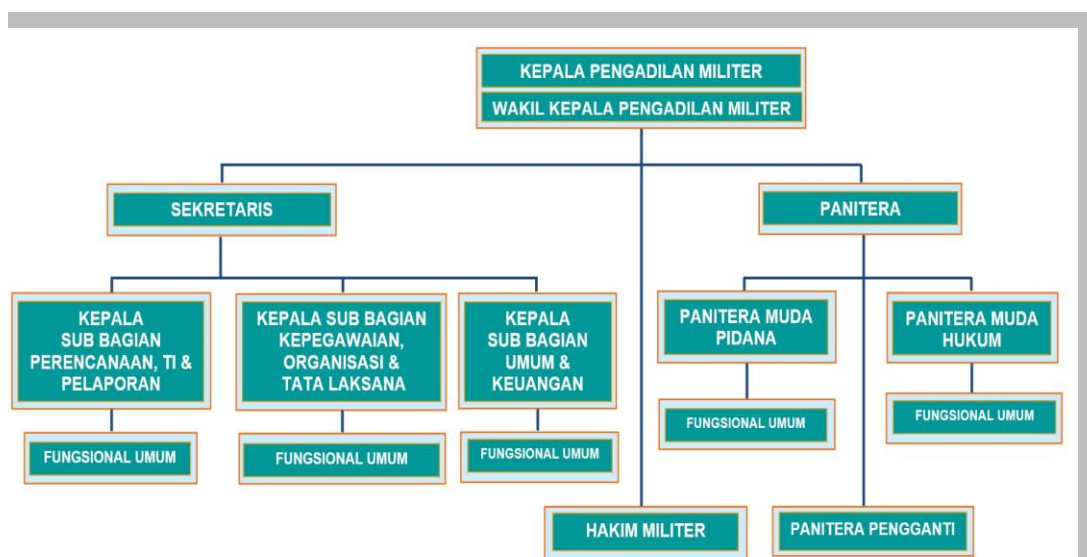 KEPALA PENGADILAN MILITER
WAKIL KEPALA PENGADILAN MILITER
SEKRETARIS
PANITERA
KEPALA
SUB BAGIAN
PERENCANAAN, TI &
PELAPORAN
KEPALA SUB BAGIAN
KEPEGAWAIAN,
ORGANISASI &
TATA LAKSANA
KEPALA
SUB BAGIAN
UMUM &
KEUANGAN
PANITERA MUDA
PIDANA
PANITERA MUDA
HUKUM
FUNGSIONAL UMUM
FUNGSIONAL UMUM
FUNGSIONAL UMUM
FUNGSIONAL UMUM
FUNGSIONAL UMUM
HAKIM MILITER
PANITERA PENGGANTI